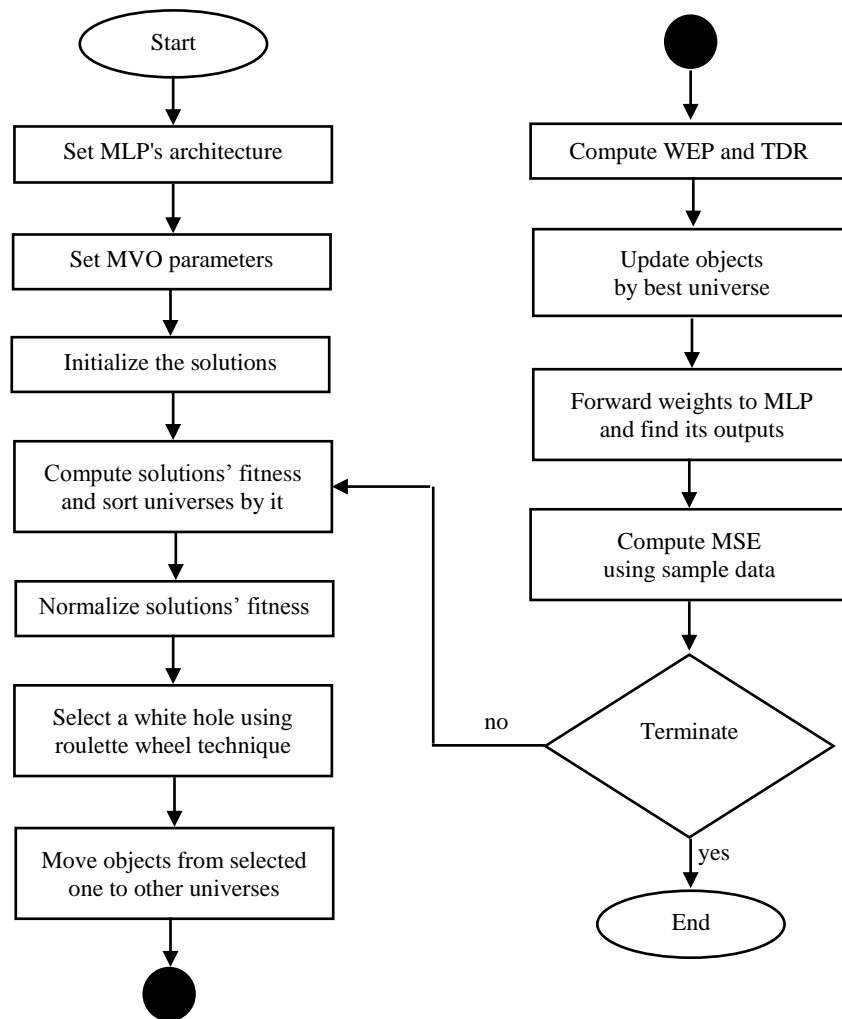 Start
Set MLP's architecture
Set MVO parameters
Initialize the solutions
Compute solutions’ fitness
and sort universes by it
Normalize solutions’ fitness
Select a white hole using
roulette wheel technique
Move objects from selected
one to other universes
Compute WEP and TDR
Update objects
by best universe
Forward weights to MLP
and find its outputs
Compute MSE
using sample data
Terminate
no
yes
End